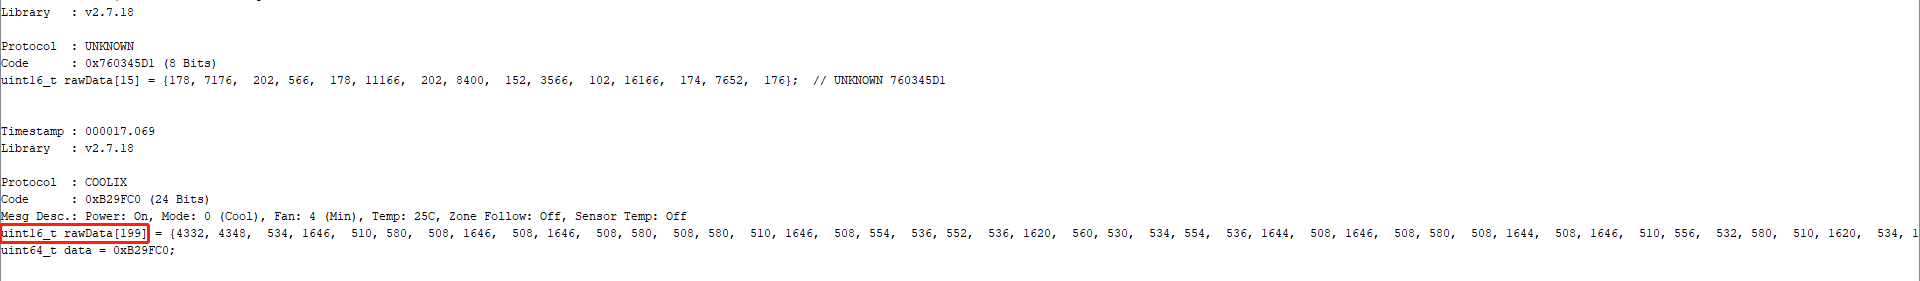 Library   : v2.7.18
Protocol  : UNKNOWN
Code      : 0x760345D1 (8 Bits)
uint16_t rawData[15] = {178, 7176,  202, 566,  178, 11166,  202, 8400,  152, 3566,  102, 16166,  174, 7652,  176};  // UNKNOWN 760345D1
Timestamp : 000017.069
Library   : v2.7.18
Protocol  : COOLIX
Code      : 0xB29FC0 (24 Bits)
Mesg Desc.: Power: On, Mode: 0 (Cool), Fan: 4 (Min), Temp: 25C, Zone Follow: Off, Sensor Temp: Off
uint16_t rawData[199] = {4332, 4348,  534, 1646,  510, 580,  508, 1646,  508, 1646,  508, 580,  508, 580,  510, 1646,  508, 554,  536, 552,  536, 1620,  560, 530,  534, 554,  536, 1644,  508, 1646,  508, 580,  508, 1644,  508, 1646,  510, 556,  532, 580,  510, 1620,  534, 1
uint64_t data = 0xB29FC0;